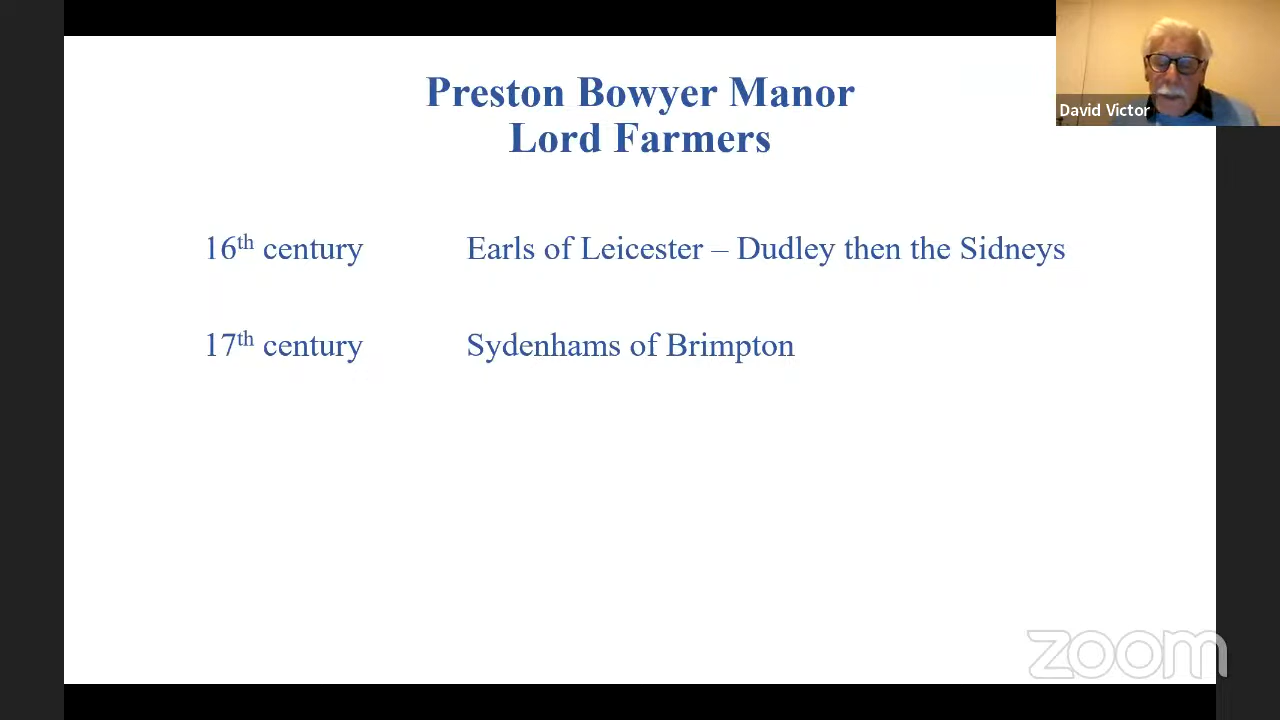 Preston Bowyer Manor
Lord Farmers
David Victor
16th century Earls of Leicester – Dudley then the Sidneys
17th century Sydenhams of Brimpton
zoom